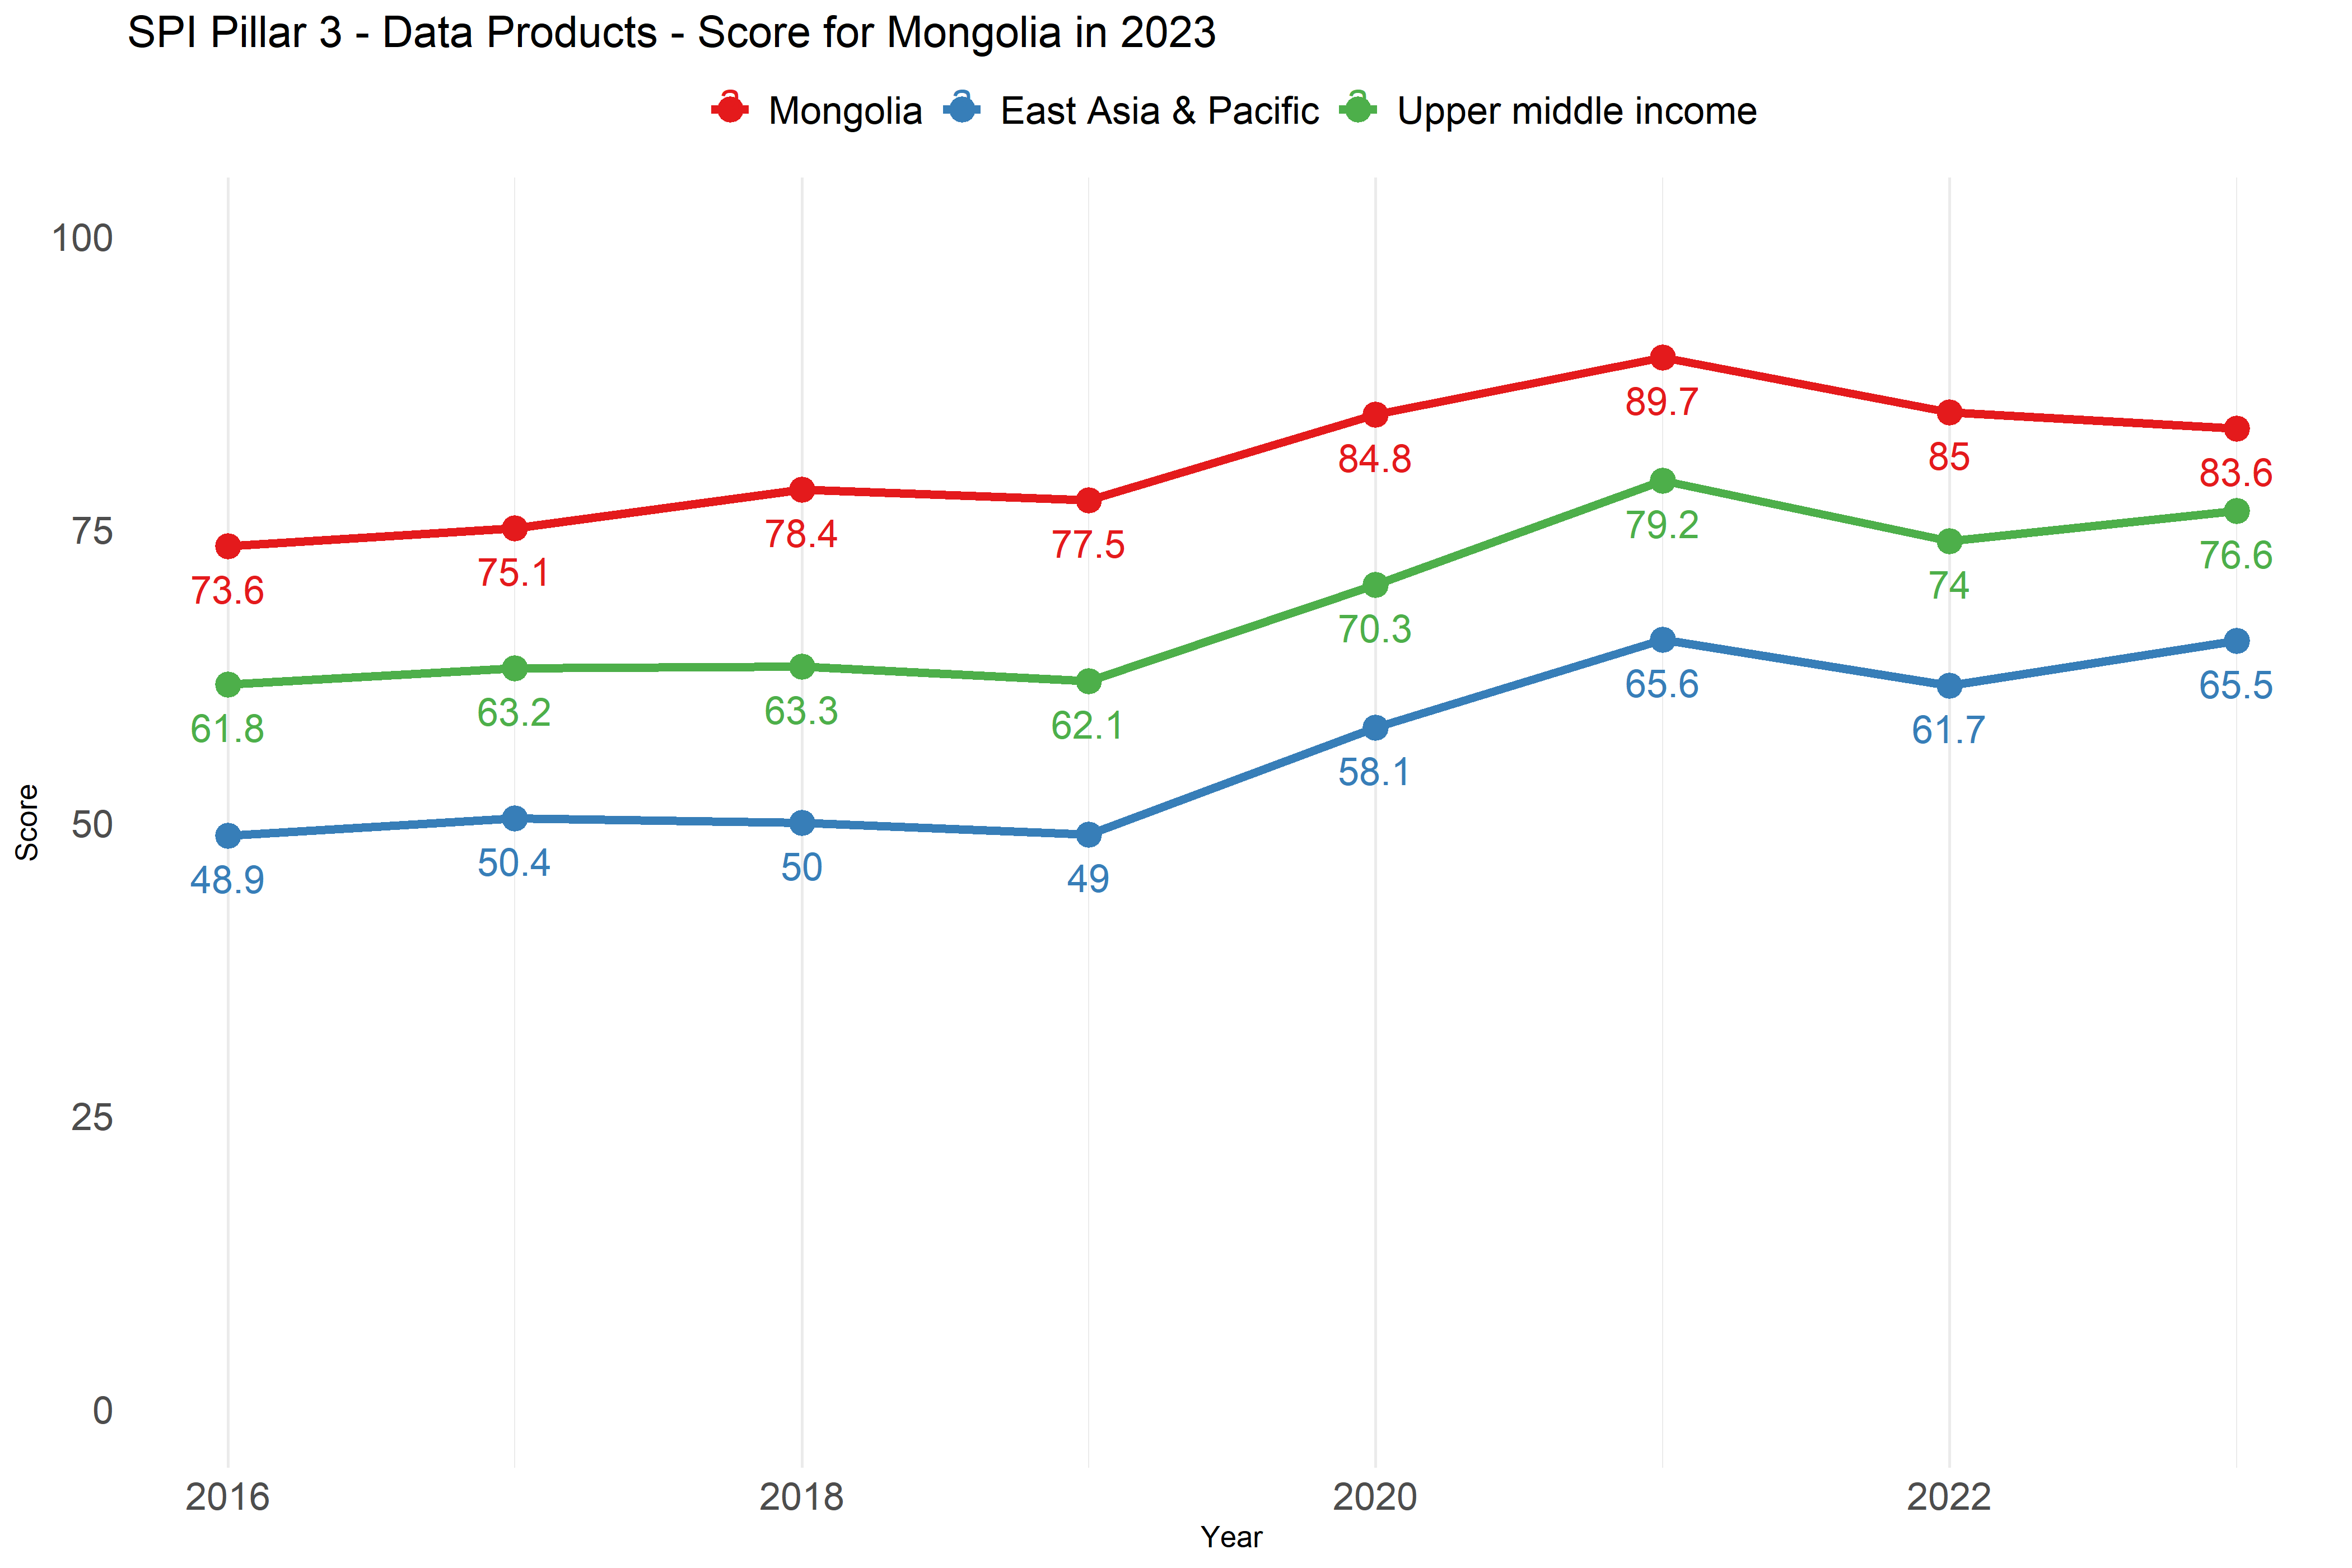 SPI Pillar 3 - Data Products - Score for Mongolia in 2023
Mongolia East Asia & Pacific Upper middle income
100
75
50
25
0
Score
73.6 75.1 78.4 77.5 84.8 89.7 85 83.6
61.8 63.2 63.3 62.1 70.3 79.2 74 76.6
48.9 50.4 50 49 58.1 65.6 61.7 65.5
2016 2018 2020 2022
Year